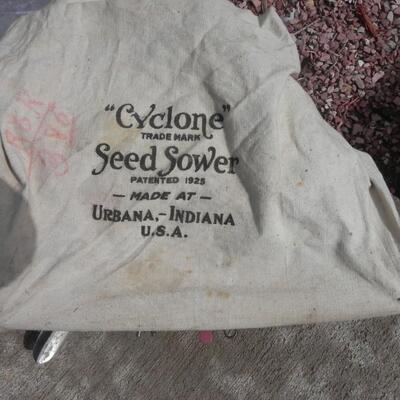 "Cyclone"
TRADE MARK
Seed Sower
PATENTED 1925
— MADE AT —
URBANA,-INDIANA
U.S.A.